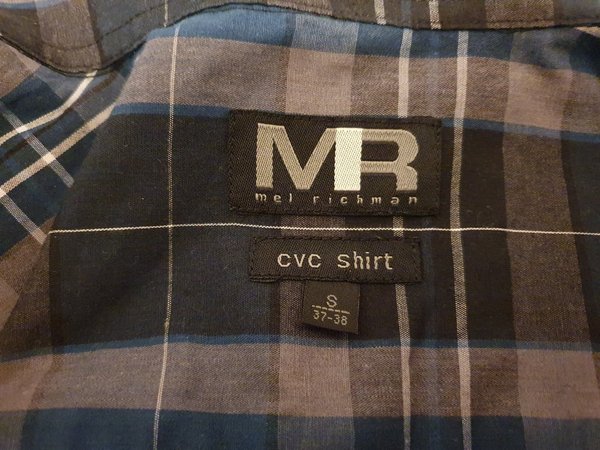 MR
mel richman
cvc shirt
S
37-38